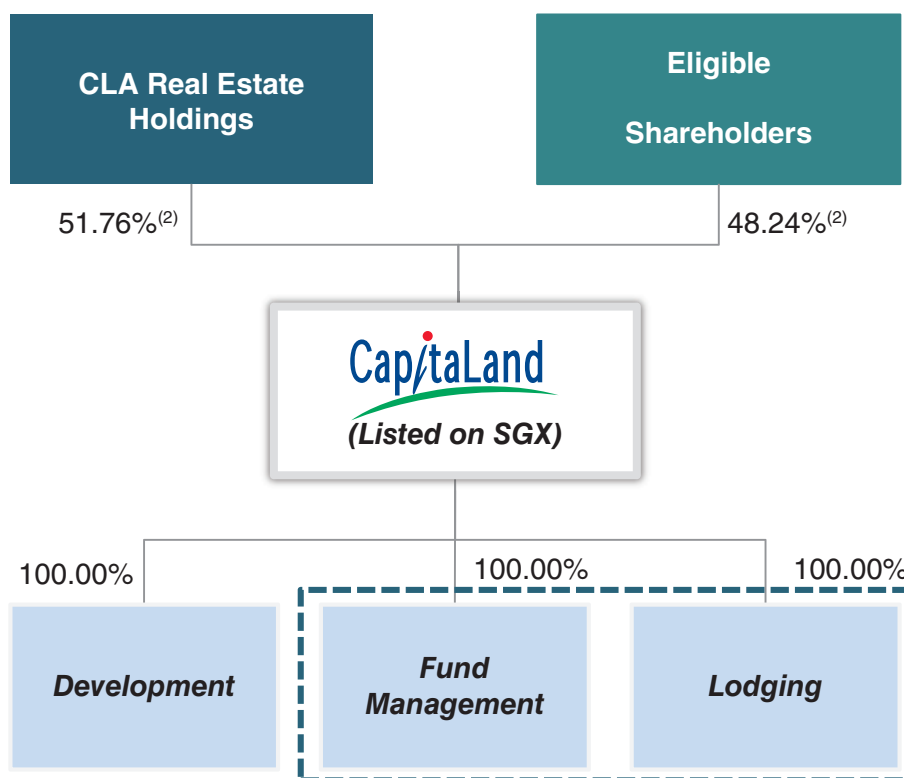 CLA Real Estate
Holdings
Eligible
Shareholders
51.76%(2)
48.24%(2)
CapitaLand
(Listed on SGX)
100.00%
100.00%
100.00%
Development
Fund
Management
Lodging